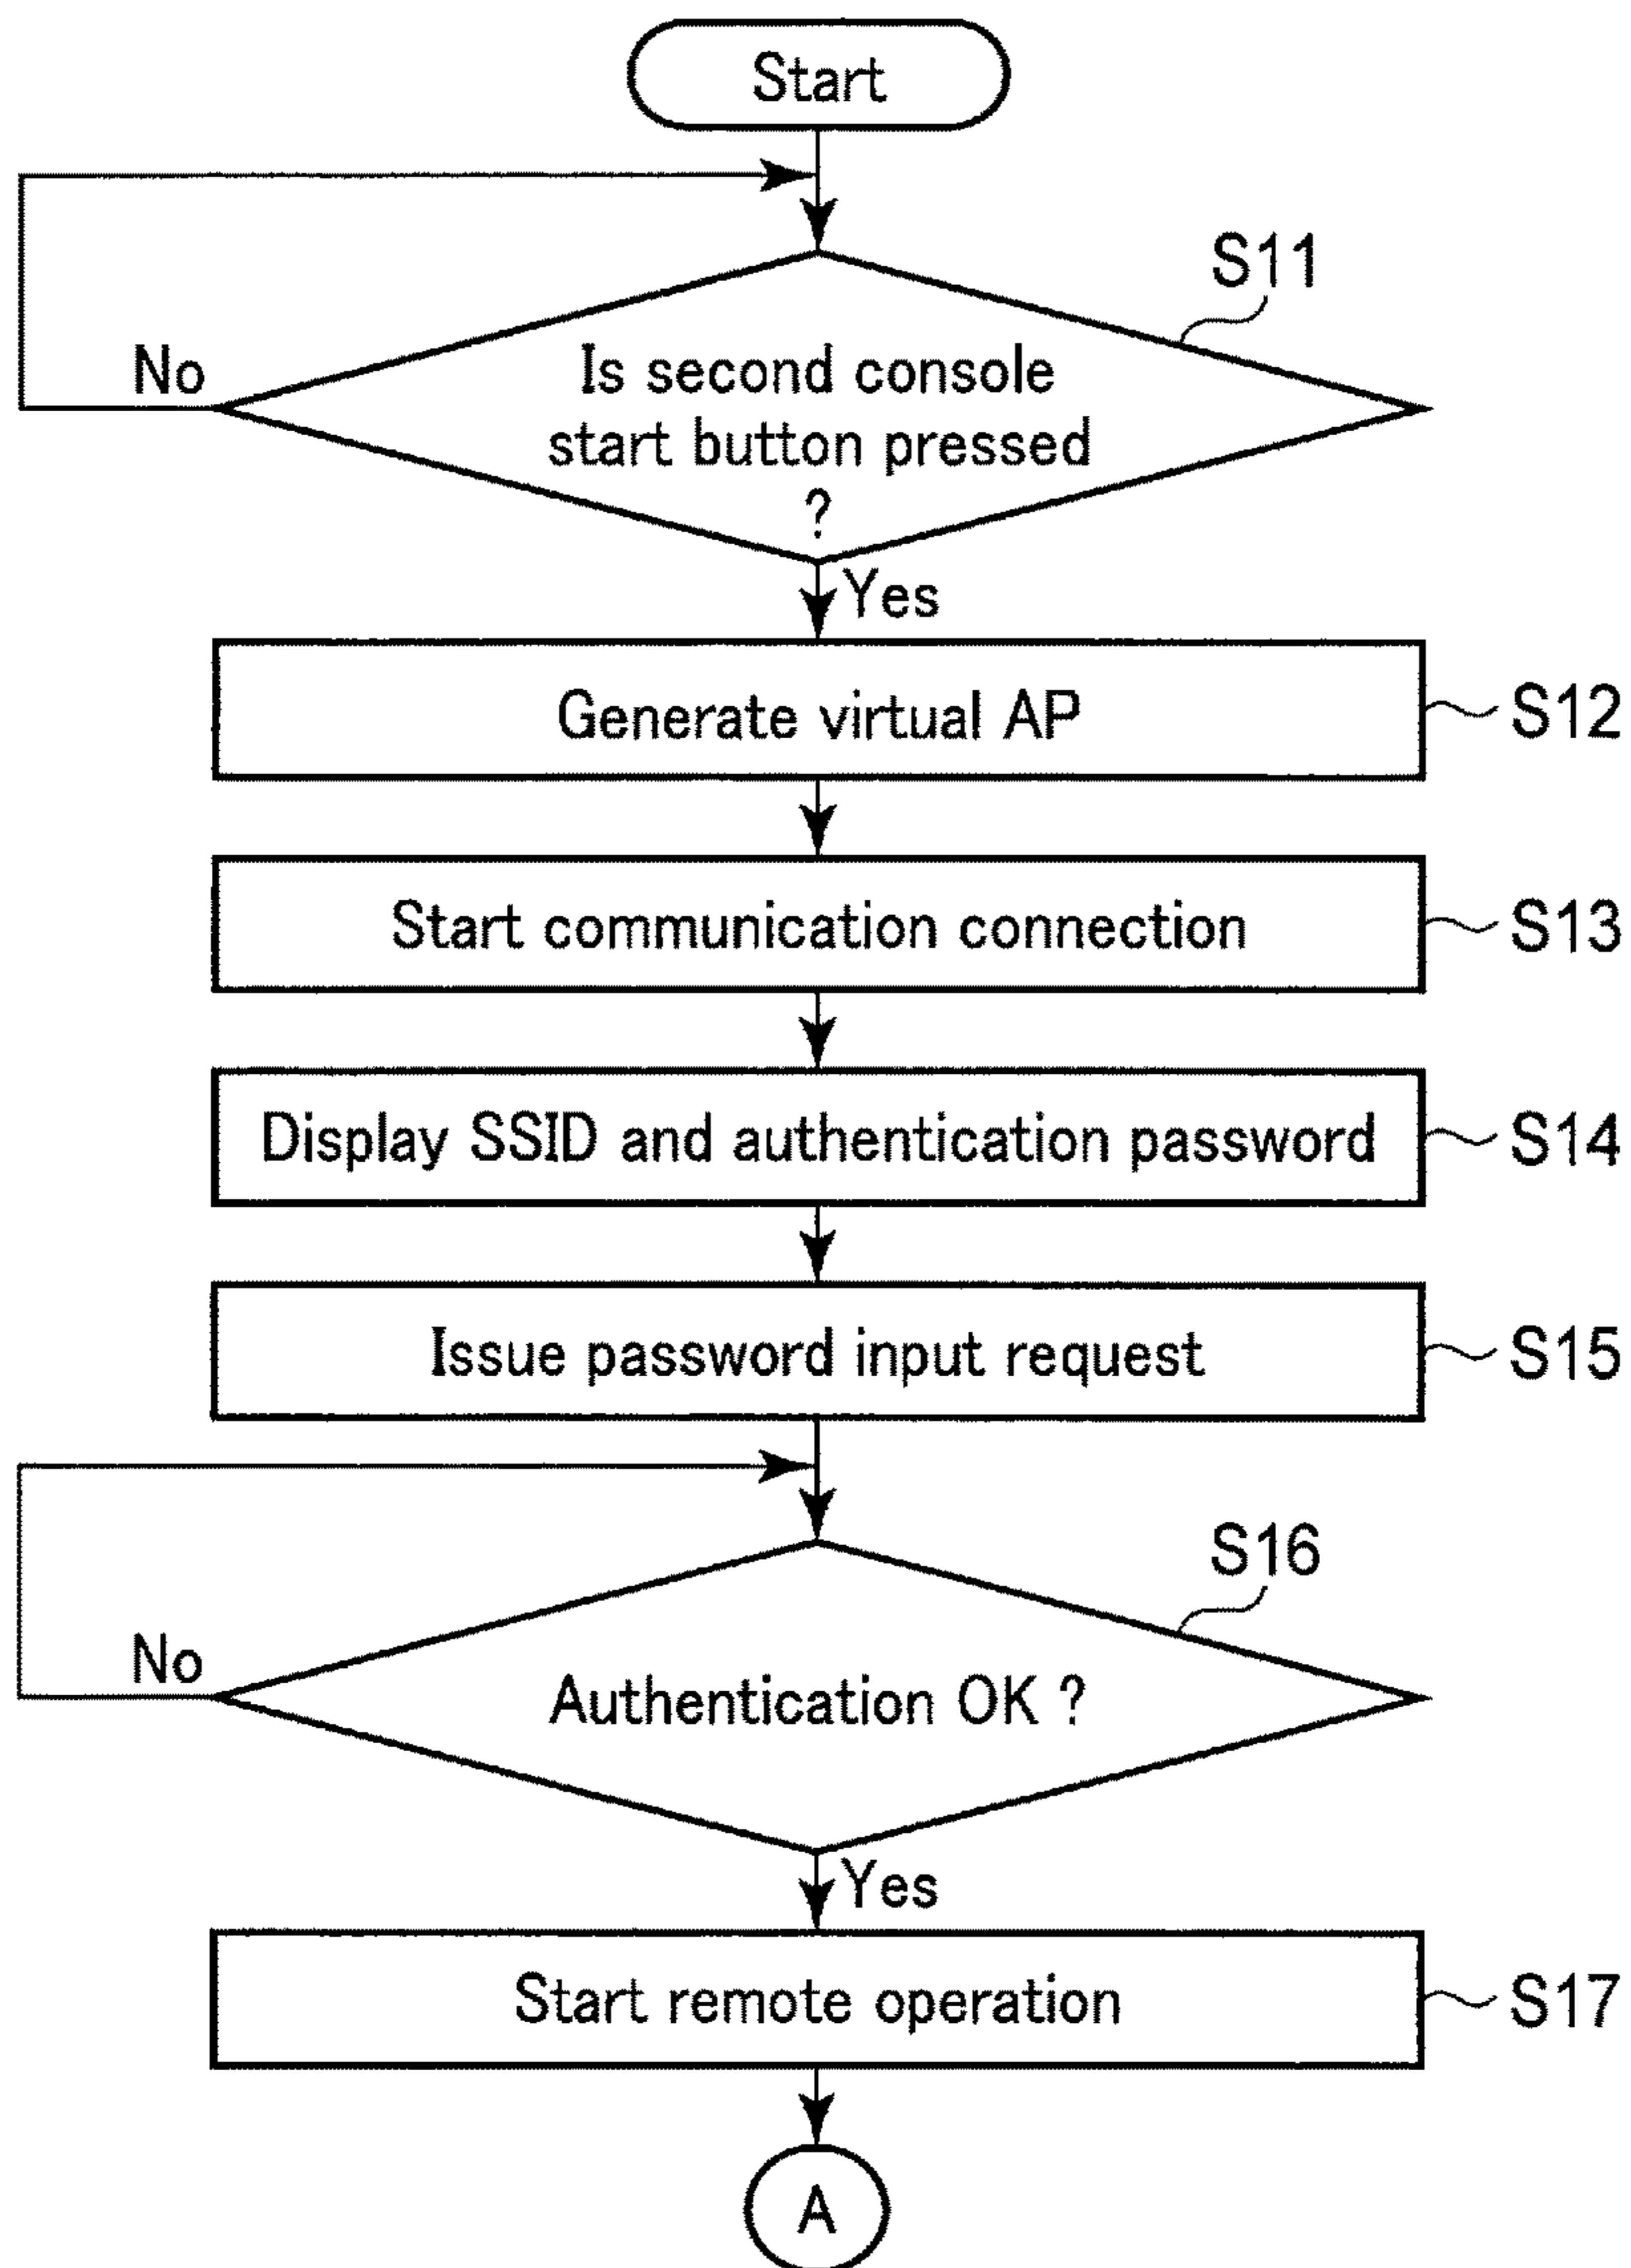 Start
S11
Is second console
start button pressed
?
No
Yes
Generate virtual AP
S12
Start communication connection
S13
Display SSID and authentication password
S14
Issue password input request
S15
S16
Authentication OK ?
No
Yes
Start remote operation
S17
A